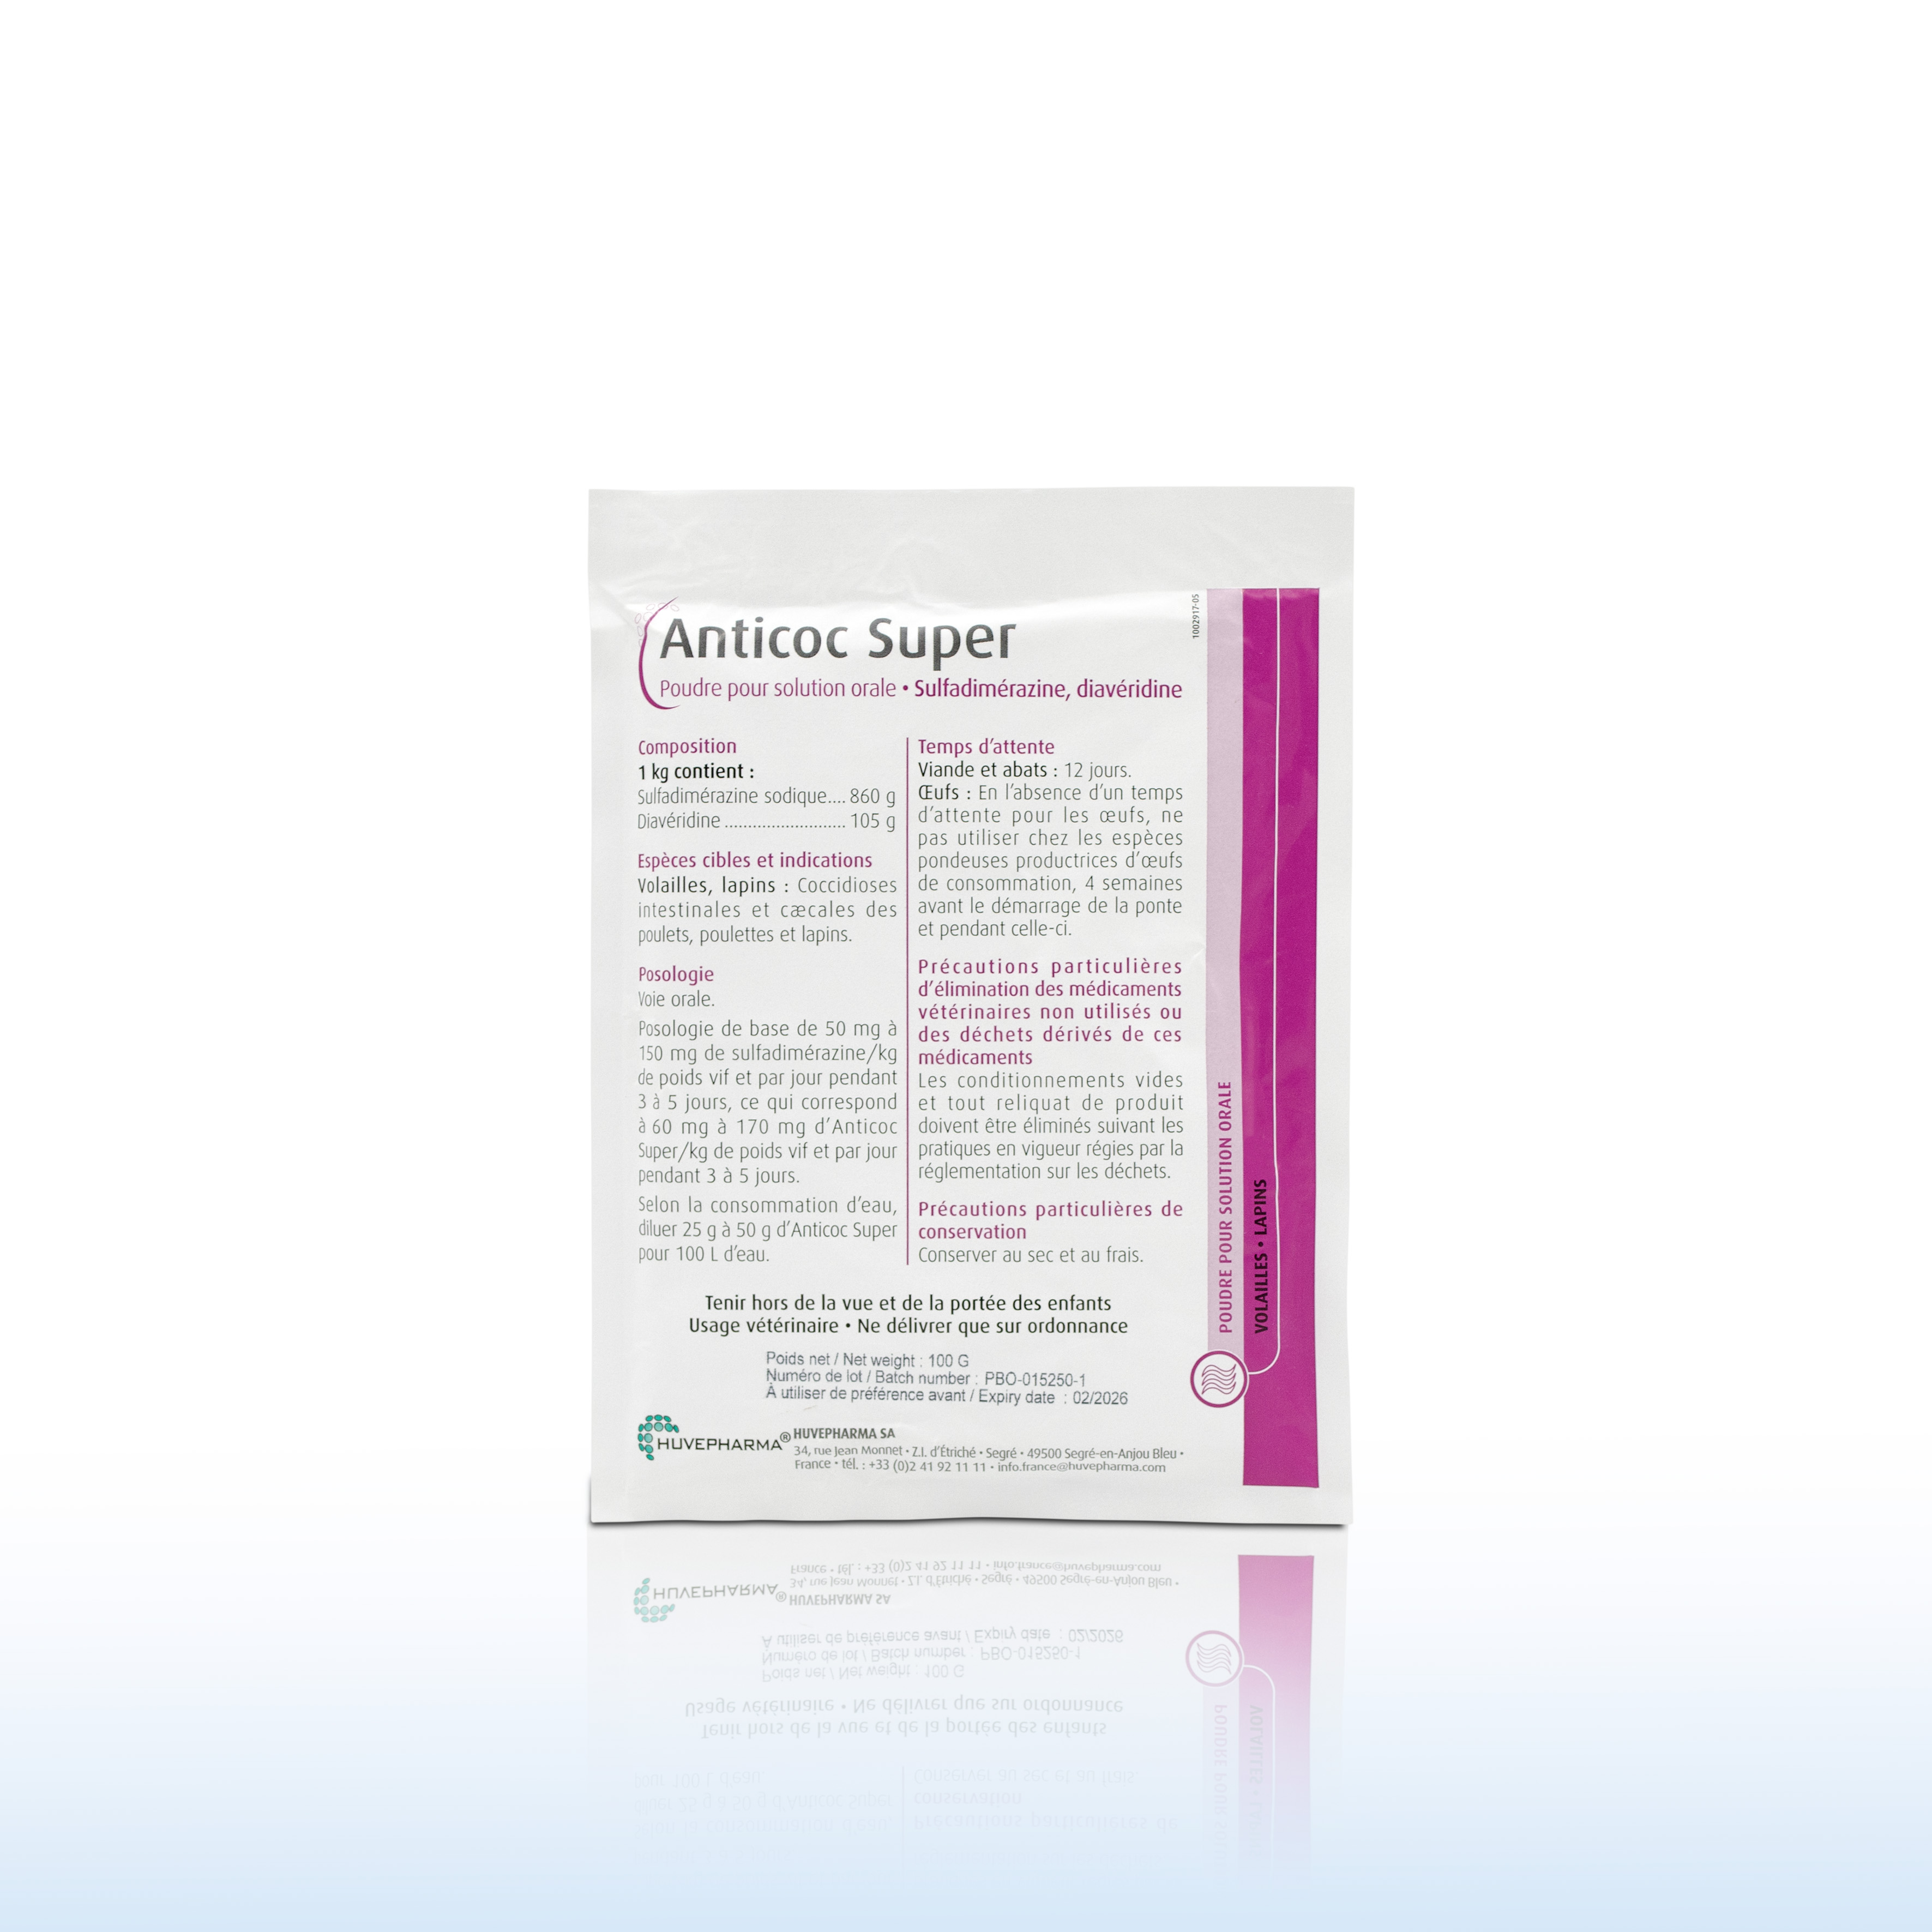 Anticoc Super
Poudre pour solution orale • Sulfadimérazine, diavéridine
1002917-05
Composition
1 kg contient :
Sulfadimérazine sodique.... 860 g
Diavéridine .......................... 105 g
Espèces cibles et indications
Volailles, lapins : Coccidioses
intestinales et cæcales des
poulets, poulettes et lapins.
Posologie
Voie orale.
Posologie de base de 50 mg à
150 mg de sulfadimérazine/kg
de poids vif et par jour pendant
3 à 5 jours, ce qui correspond
à 60 mg à 170 mg d'Anticoc
Super/kg de poids vif et par jour
pendant 3 à 5 jours.
Selon la consommation d'eau,
diluer 25 g à 50 g d'Anticoc Super
pour 100 L d'eau.
Temps d'attente
Viande et abats : 12 jours.
Œufs : En l'absence d'un temps
d'attente pour les œufs, ne
pas utiliser chez les espèces
pondeuses productrices d'œufs
de consommation, 4 semaines
avant le démarrage de la ponte
et pendant celle-ci.
Précautions particulières
d'élimination des médicaments
vétérinaires non utilisés ou
des déchets dérivés de ces
médicaments
Les conditionnements vides
et tout reliquat de produit
doivent être éliminés suivant les
pratiques en vigueur régies par la
réglementation sur les déchets.
Précautions particulières de
conservation
Conserver au sec et au frais.
POUDRE POUR SOLUTION ORALE
VOLAILLES • LAPINS
Tenir hors de la vue et de la portée des enfants
Usage vétérinaire • Ne délivrer que sur ordonnance
Poids net / Net weight : 100 G
Numéro de lot / Batch number : PBO-015250-1
À utiliser de préférence avant / Expiry date : 02/2026
HUVEPHARMA®
HUVEPHARMA SA
34, rue Jean Monnet • Z.I. d'Étriché • Segré • 49500 Segré-en-Anjou Bleu •
France • tél. : +33 (0)2 41 92 11 11 • info.france@huvepharma.com